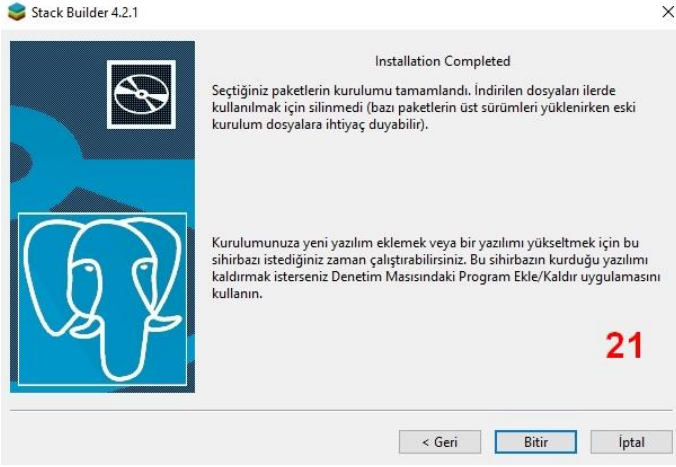 Stack Builder 4.2.1
Installation Completed
Seçtiğiniz paketlerin kurulumu tamamlandı. İndirilen dosyaları ilerde
kullanılmak için silinmedi (bazı paketlerin üst sürümleri yüklenirken eski
kurulum dosyalara ihtiyaç duyabilir).
Kurulumunuza yeni yazılım eklemek veya bir yazılımı yükseltmek için bu
sihirbazı istediğiniz zaman çalıştırabilirsiniz. Bu sihirbazın kurduğu yazılımı
kaldırmak isterseniz Denetim Masısındaki Program Ekle/Kaldır uygulamasını
kullanın.
21
< Geri
Bitir
İptal